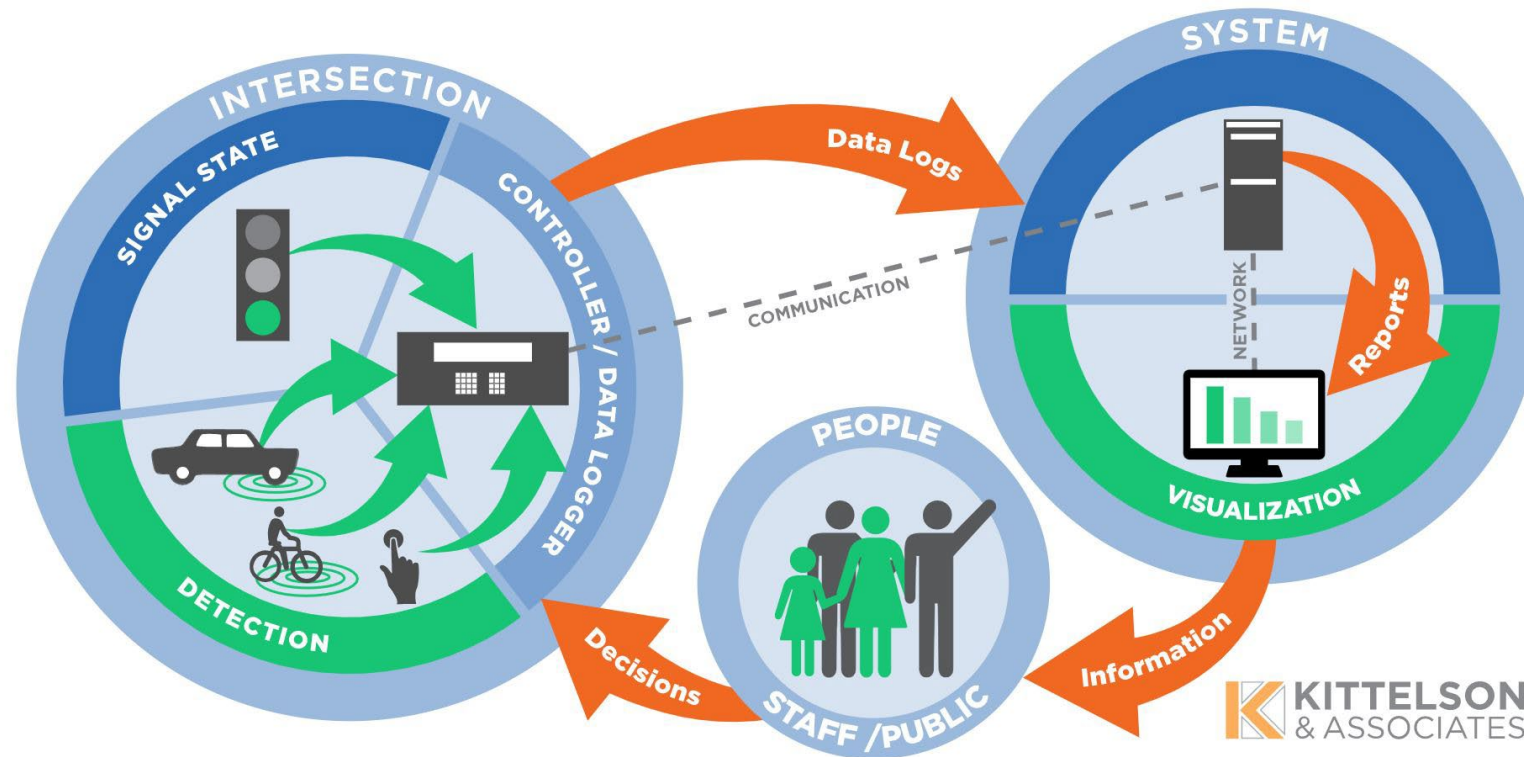 INTERSECTION
SIGNAL STATE
CONTROLLER / DATA LOGGER
DETECTION
Data Logs
COMMUNICATION
SYSTEM
NETWORK
Reports
VISUALIZATION
Information
PEOPLE
STAFF /PUBLIC
Decisions
KITTELSON
& ASSOCIATES